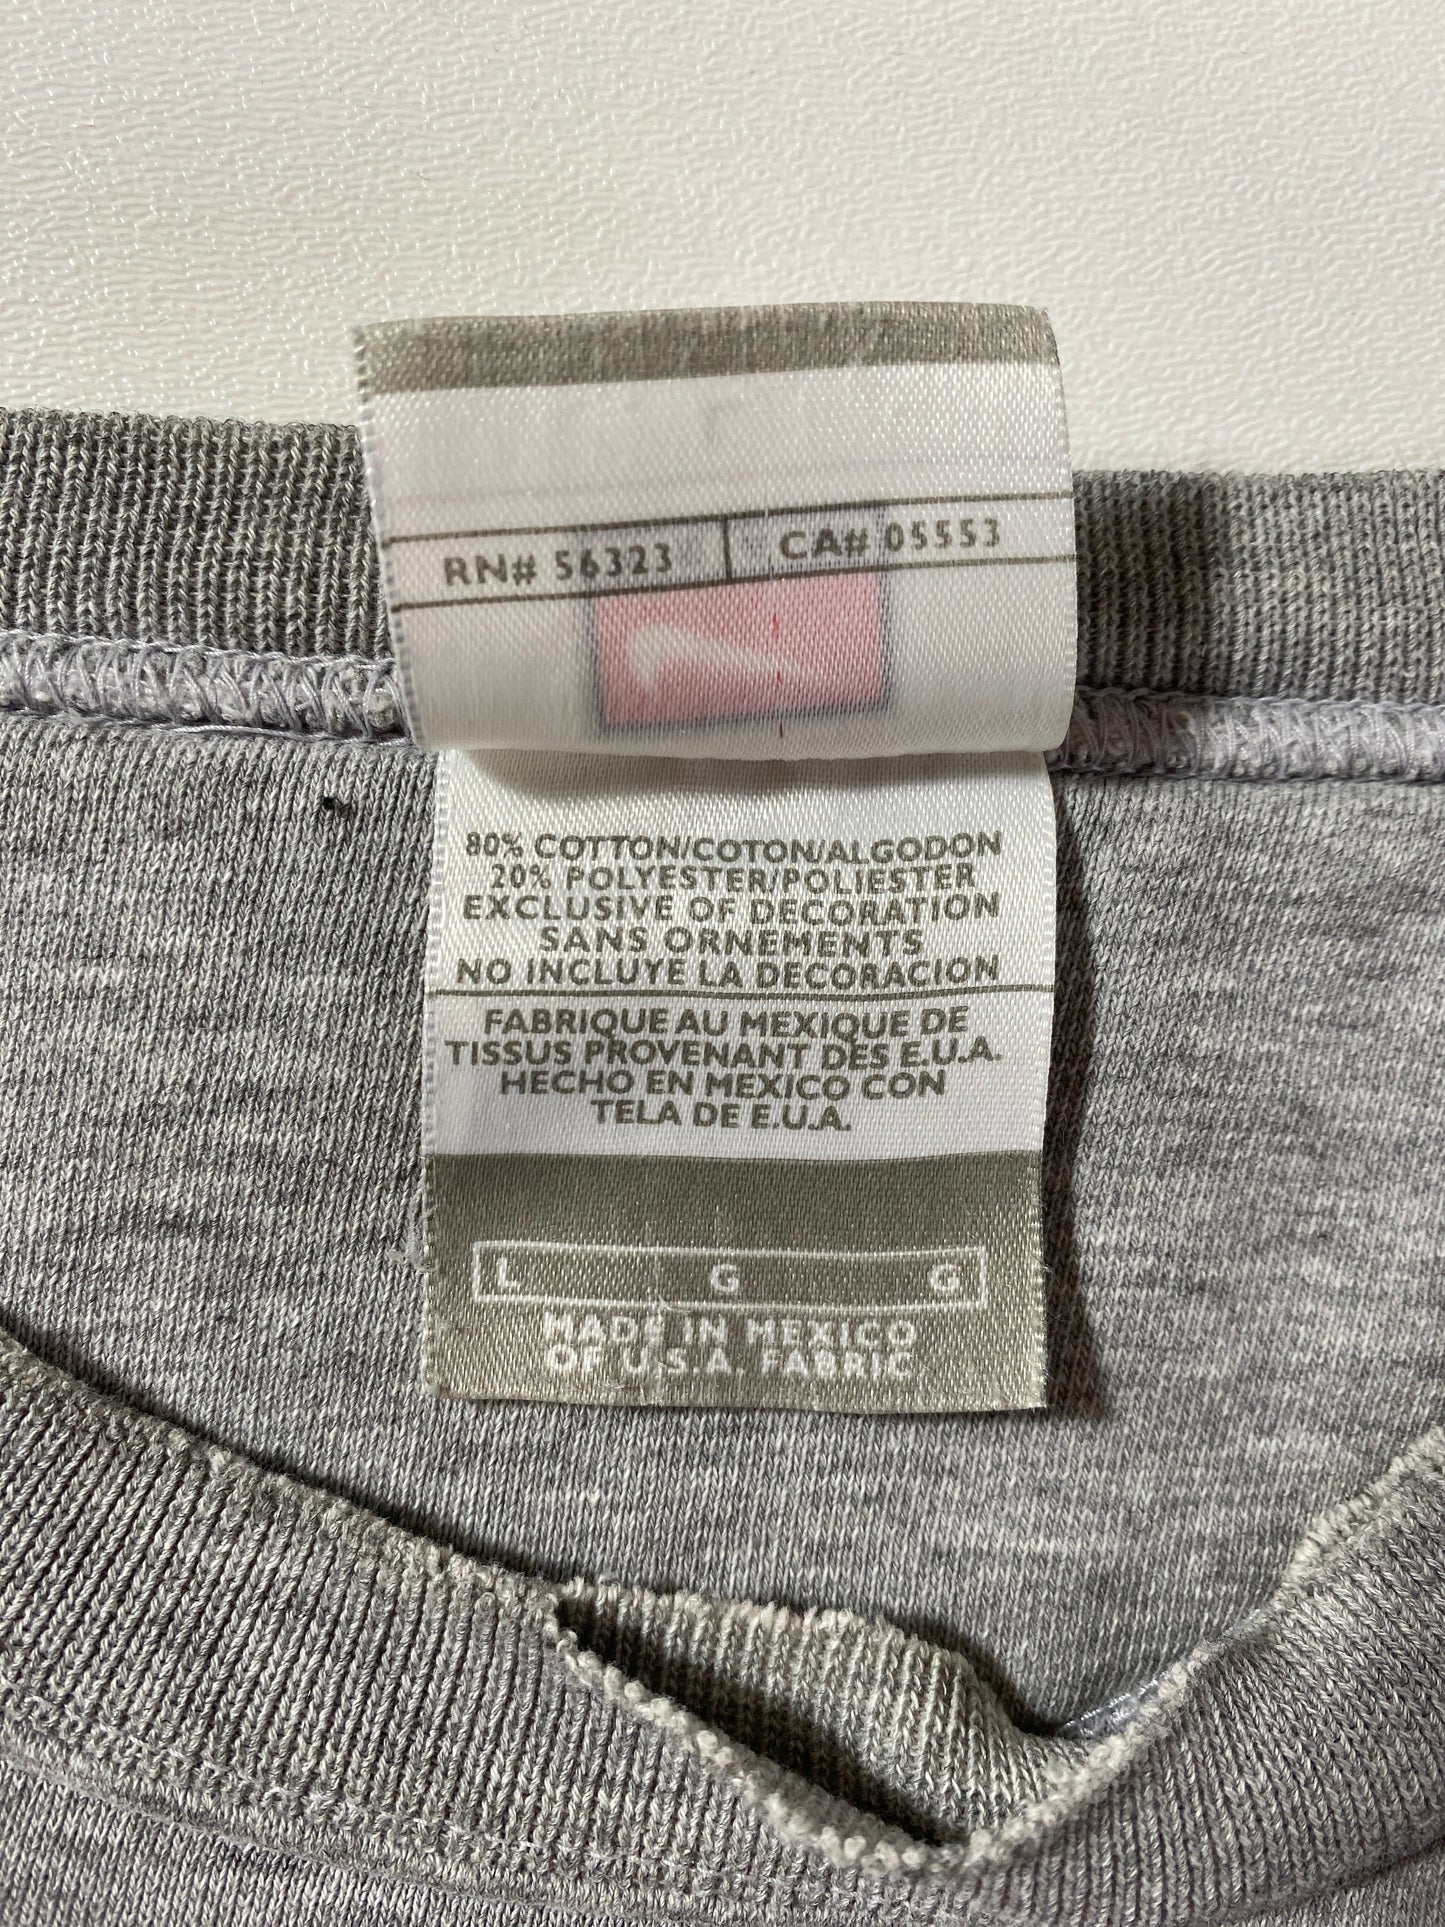 RN# 56323 CA# 05553
80% COTTON/COTON/ALGODON
20% POLYESTER/POLIESTER
EXCLUSIVE OF DECORATION
SANS ORNEMENTS
NO INCLUYE LA DECORACION
FABRIQUE AU MEXIQUE DE
TISSUS PROVENANT DES E.U.A.
HECHO EN MEXICO CON
TELA DE E.U.A.
L G G
MADE IN MEXICO
OF U.S.A. FABRIC